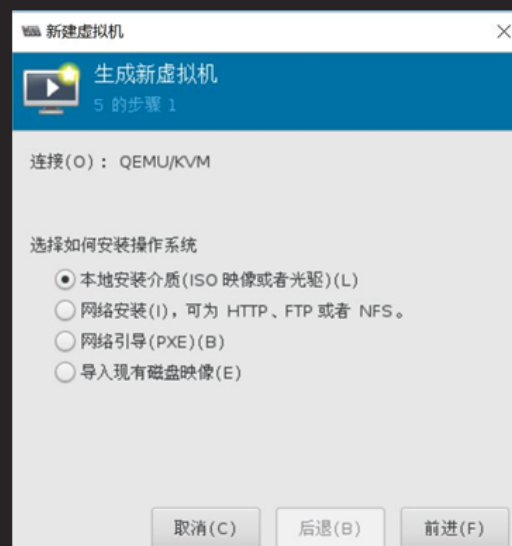 新建虚拟机
生成新虚拟机
5 的步骤 1
连接(O)： QEMU/KVM
选择如何安装操作系统
本地安装介质(ISO 映像或者光驱)(L)
网络安装(I)，可为 HTTP、FTP 或者 NFS。
网络引导(PXE)(B)
导入现有磁盘映像(E)
取消(C)
后退(B)
前进(F)